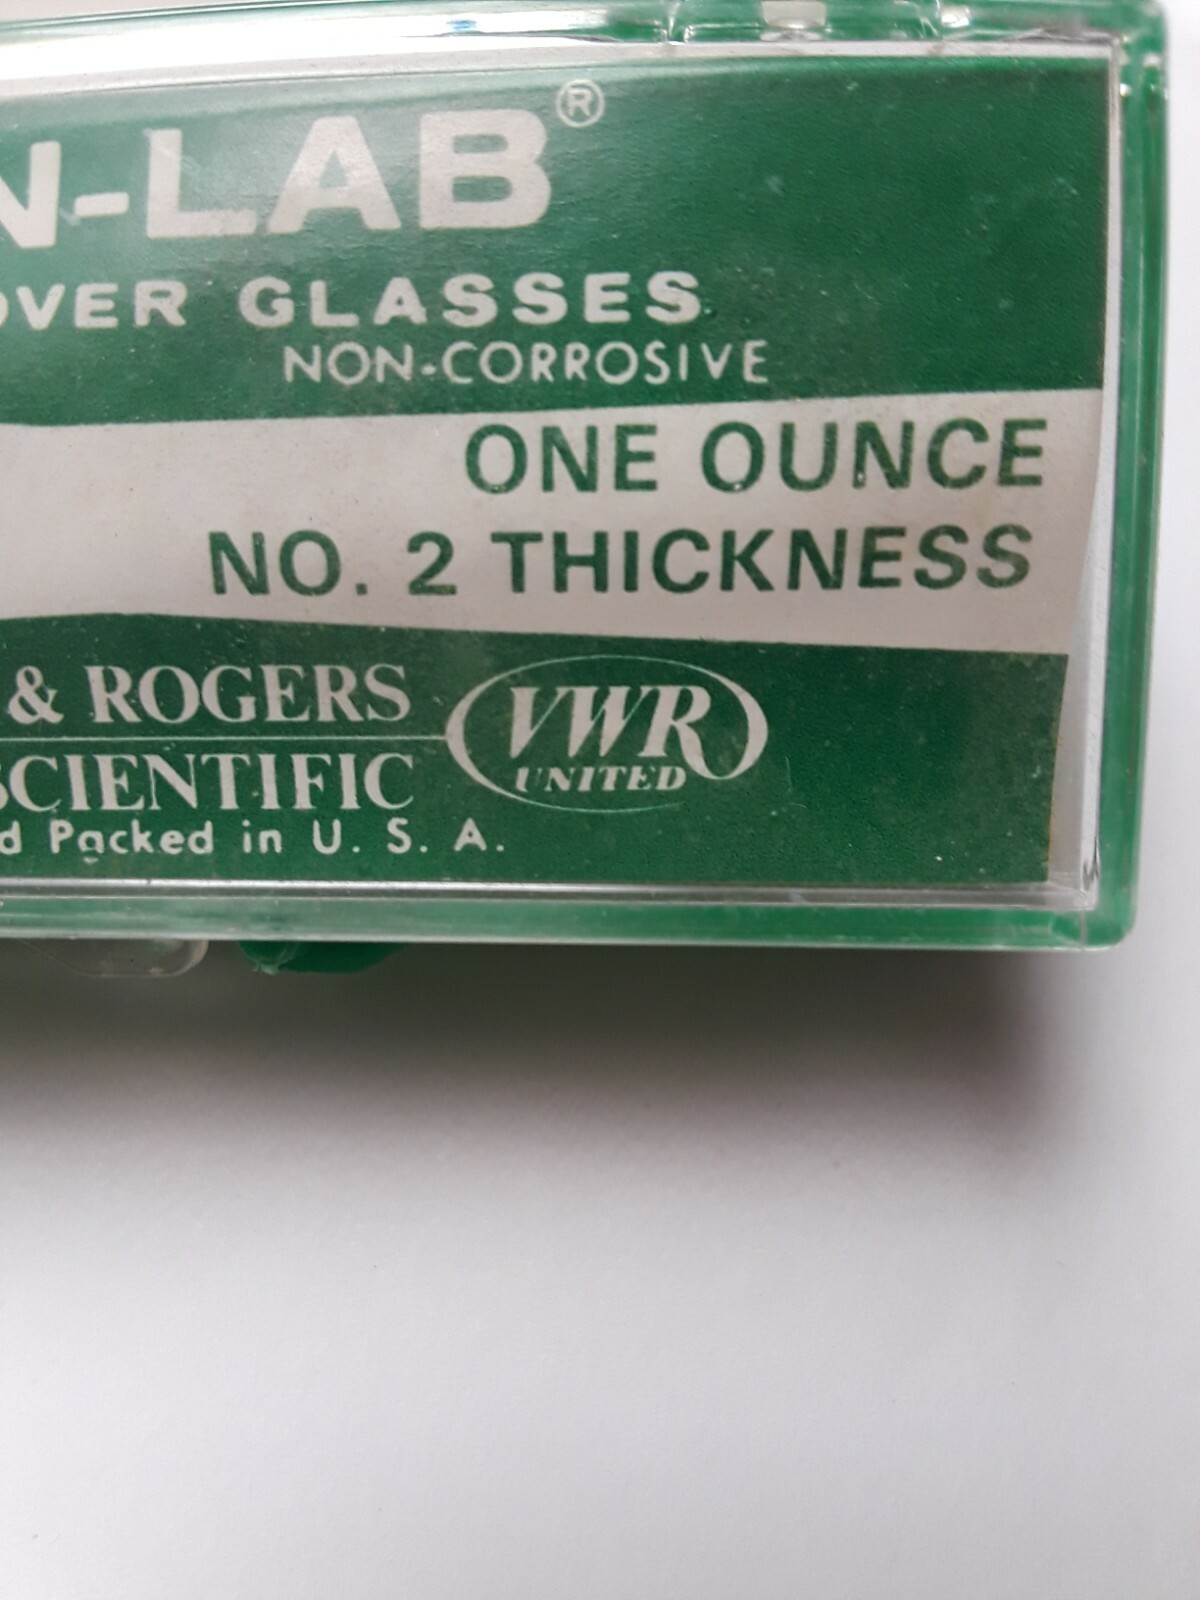 N-LAB®
OVER GLASSES
NON-CORROSIVE
ONE OUNCE
NO. 2 THICKNESS
& ROGERS
SCIENTIFIC
VWR
UNITED
d Packed in U. S. A.